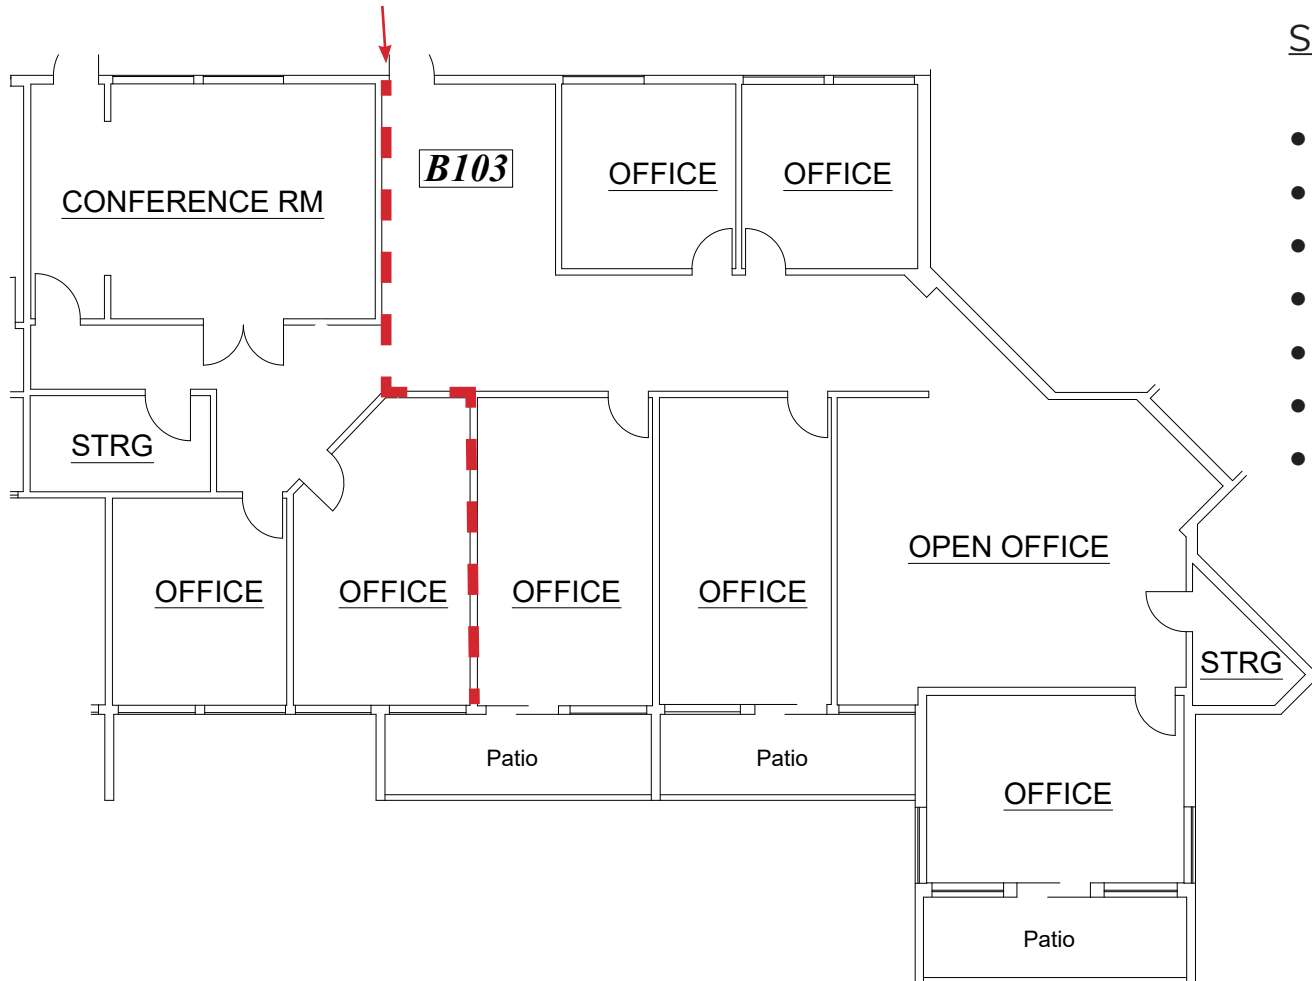 S
B103
OFFICE
OFFICE
CONFERENCE RM
STRG
OPEN OFFICE
OFFICE
OFFICE
OFFICE
OFFICE
STRG
Patio
Patio
OFFICE
Patio